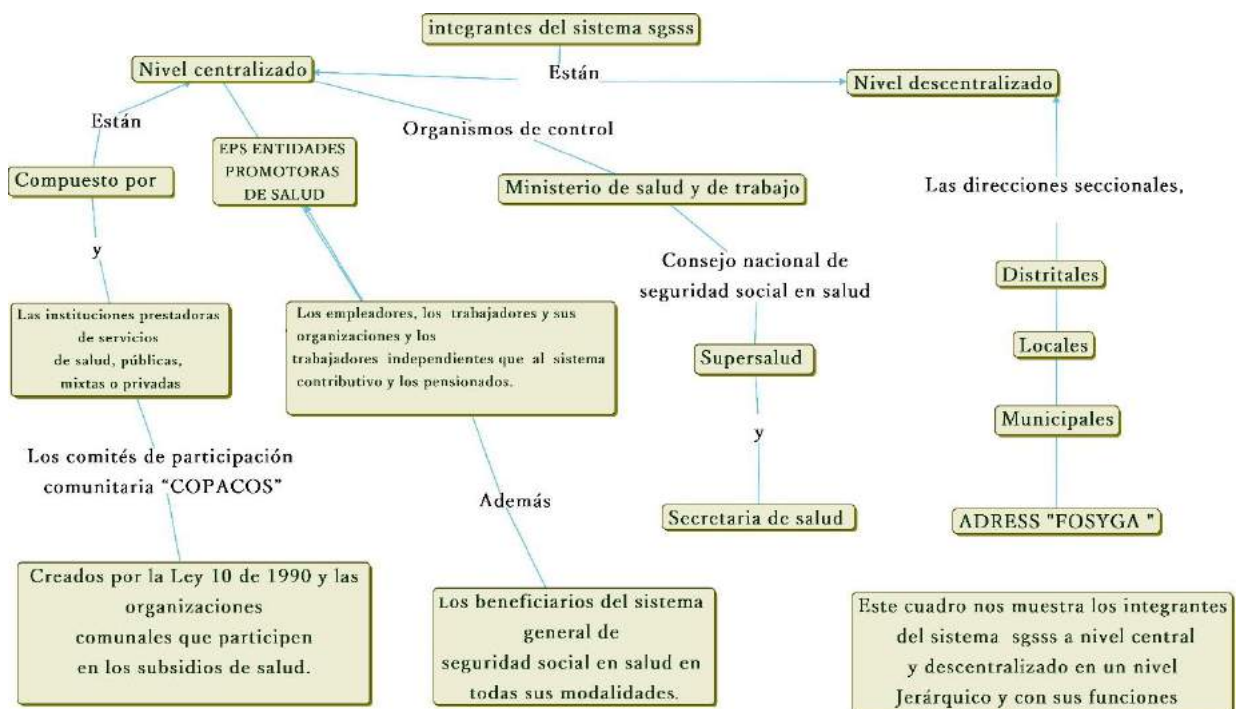 integrantes del sistema sgsss
Están
Nivel centralizado
Nivel descentralizado
Están
Compuesto por
y
Las instituciones prestadoras
de servicios
de salud, públicas,
mixtas o privadas
Los comités de participación
comunitaria “COPACOS”
Creados por la Ley 10 de 1990 y las
organizaciones
comunales que participen
en los subsidios de salud.
EPS ENTIDADES
PROMOTORAS
DE SALUD
Los empleadores, los trabajadores y sus
organizaciones y los
trabajadores independientes que al sistema
contributivo y los pensionados.
Además
Los beneficiarios del sistema
general de
seguridad social en salud en
todas sus modalidades.
Organismos de control
Ministerio de salud y de trabajo
Consejo nacional de
seguridad social en salud
Supersalud
y
Secretaria de salud
Las direcciones seccionales,
Distritales
Locales
Municipales
ADRESS "FOSYGA "
Este cuadro nos muestra los integrantes
del sistema sgsss a nivel central
y descentralizado en un nivel
Jerárquico y con sus funciones